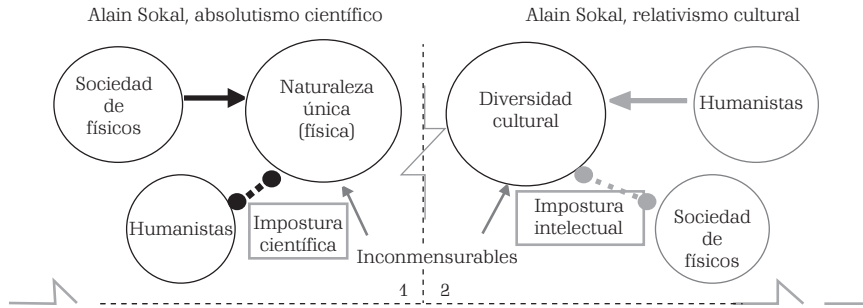 Alain Sokal, absolutismo científico
Alain Sokal, relativismo cultural
Sociedad
de
físicos
Naturaleza
única
(física)
Diversidad
cultural
Humanistas
Humanistas
Impostura
científica
Impostura
intelectual
Sociedad
de
físicos
Inconmensurables
1
2